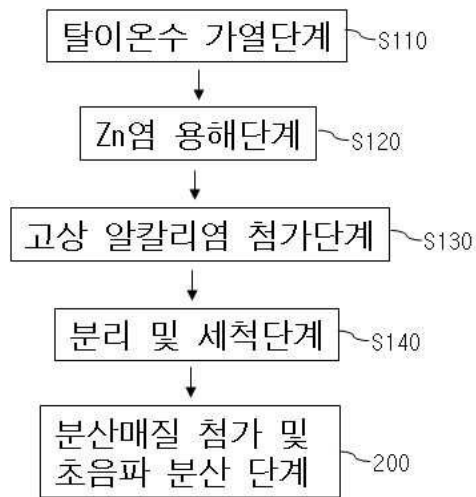 탈이온수 가열단계 S110
Zn염 용해단계 S120
고상 알칼리염 첨가단계 S130
분리 및 세척단계 S140
분산매질 첨가 및
초음파 분산 단계 200